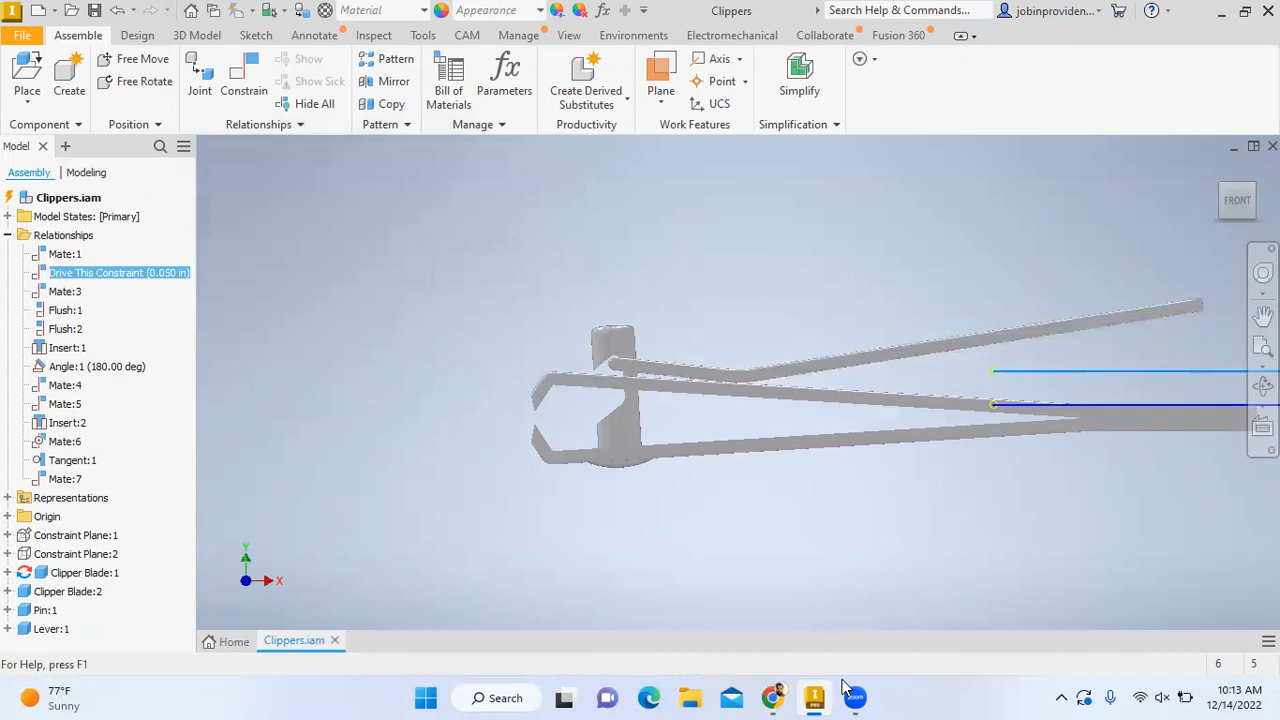 Material
Appearance
Clippers
Search Help & Commands...
jobinproviden...
File
Assemble
Design
3D Model
Sketch
Annotate
Inspect
Tools
CAM
Manage
View
Environments
Electromechanical
Collaborate
Fusion 360
Place
Create
Free Move
Free Rotate
Joint
Constrain
Show
Show Sick
Hide All
Pattern
Mirror
Copy
Bill of
Materials
fx
Parameters
Create Derived
Substitutes
Plane
Axis
Point
UCS
Simplify
Component
Position
Relationships
Pattern
Manage
Productivity
Work Features
Simplification
Model
Assembly
Modeling
Clippers.iam
Model States: [Primary]
Relationships
Mate:1
Drive This Constraint (0.050 in)
Mate:3
Flush:1
Flush:2
Insert:1
Angle:1 (180.00 deg)
Mate:4
Mate:5
Insert:2
Mate:6
Tangent:1
Mate:7
Representations
Origin
Constraint Plane:1
Constraint Plane:2
Clipper Blade:1
Clipper Blade:2
Pin:1
Lever:1
FRONT
Y
X
Home
Clippers.iam
For Help, press F1
6
5
77°F
Sunny
Search
zoom
PRO
10:13 AM
12/14/2022